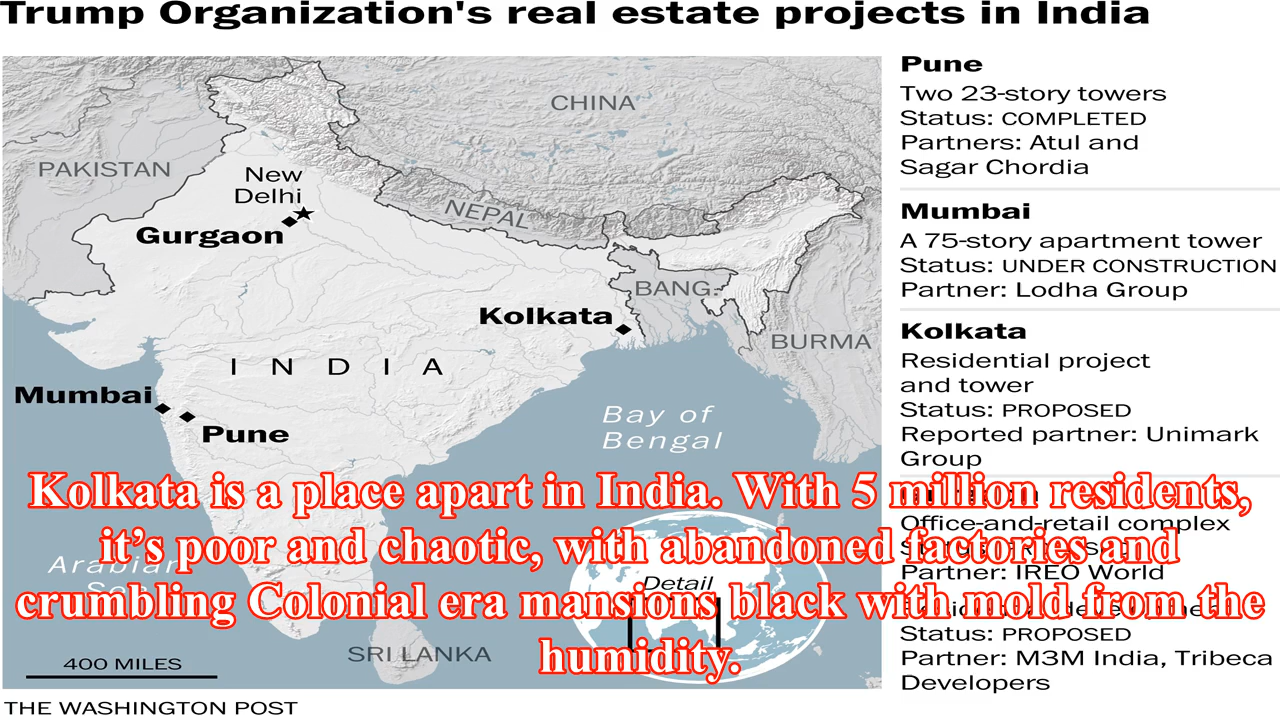 Trump Organization's real estate projects in India
CHINA
PAKISTAN
New
Delhi
Gurgaon
NEPAL
BANG.
Kolkata
BURMA
I N D I A
Mumbai
Pune
Bay of
Bengal
Arabian
Detail
SRI LANKA
400 MILES
THE WASHINGTON POST
Pune
Two 23-story towers
Status: COMPLETED
Partners: Atul and
Sagar Chordia
Mumbai
A 75-story apartment tower
Status: UNDER CONSTRUCTION
Partner: Lodha Group
Kolkata
Residential project
and tower
Status: PROPOSED
Reported partner: Unimark
Group
Office-and-retail complex
Partner: IREO World
Status: PROPOSED
Partner: M3M India, Tribeca
Developers
Kolkata is a place apart in India. With 5 million residents,
it’s poor and chaotic, with abandoned factories and
crumbling Colonial era mansions black with mold from the
humidity.